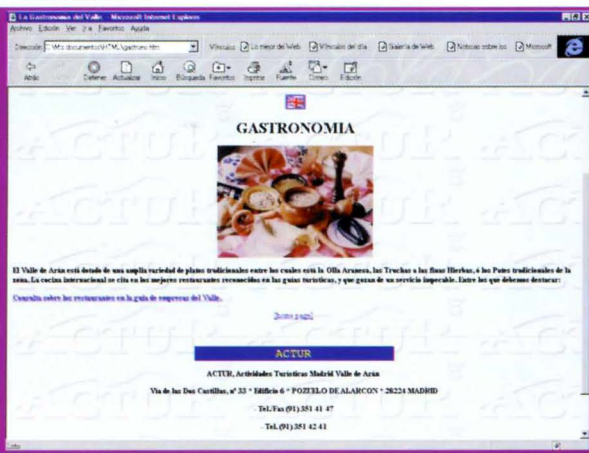 La Gastronomia del Valle - Microsoft Internet Explorer
Archivo Edición Ver Ir a Favoritos Ayuda
Dirección Vínculos Lo mejor del Web Vínculos del día Galería de Web Noticias sobre los Microsoft
Atrás Detener Actualizar Inicio Búsqueda Favoritos Imprimir Fuente Correo Edición
GASTRONOMIA
El Valle de Arán está dotado de una amplia variedad de platos tradicionales entre los cuales está la Olla Aranesa, las Truchas a las finas Hierbas, ó los Potes tradicionales de la
zona. La cocina internacional se cita en los mejores restaurantes reconocidos en las guías turísticas, y que gozan de un servicio impecable. Entre los que debemos destacar:
Consulta sobre los restaurantes en la guía de empresas del Valle.
[home page]
ACTUR
ACTUR, Actividades Turísticas Madrid Valle de Arán
Vía de las Dos Castillas, nº 33 * Edificio 6 * POZUELO DE ALARCON * 28224 MADRID
- Tel./Fax (91) 351 41 47
- Tel. (91) 351 42 41
Listo